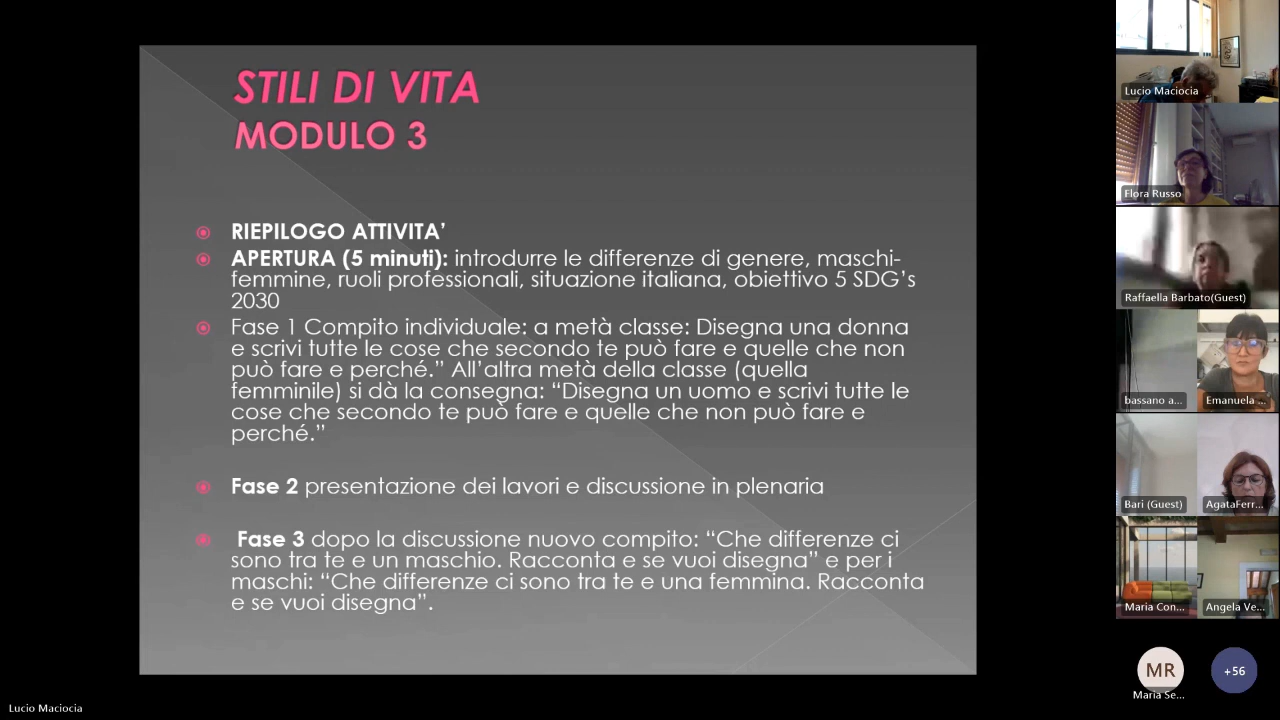 STILI DI VITA
MODULO 3
RIEPILOGO ATTIVITA’
APERTURA (5 minuti): introdurre le differenze di genere, maschi-
femmine, ruoli professionali, situazione italiana, obiettivo 5 SDG’s
2030
Fase 1 Compito individuale: a metà classe: Disegna una donna
e scrivi tutte le cose che secondo te può fare e quelle che non
può fare e perché.” All’altra metà della classe (quella
femminile) si dà la consegna: “Disegna un uomo e scrivi tutte le
cose che secondo te può fare e quelle che non può fare e
perché.”
Fase 2 presentazione dei lavori e discussione in plenaria
Fase 3 dopo la discussione nuovo compito: “Che differenze ci
sono tra te e un maschio. Racconta e se vuoi disegna” e per i
maschi: “Che differenze ci sono tra te e una femmina. Racconta
e se vuoi disegna”.
Lucio Maciocia
Lucio Maciocia
Flora Russo
Raffaella Barbato(Guest)
bassano a...
Emanuela ...
Bari (Guest)
AgataFerr...
Maria Con...
Angela Ve...
MR
+56
Maria Se...